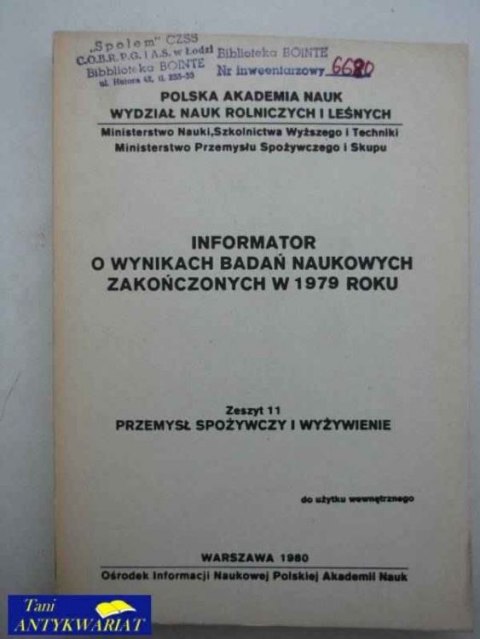 „Społem" CZSS
C.O.B.R.P.G. i A.S. w Łodzi
Bibblioteka BOINTE
Biblioteka BOINTE
Nr inweentarzowy 6680
POLSKA AKADEMIA NAUK
WYDZIAŁ NAUK ROLNICZYCH I LEŚNYCH
Ministerstwo Nauki, Szkolnictwa Wyższego i Techniki
Ministerstwo Przemysłu Spożywczego i Skupu
INFORMATOR
O WYNIKACH BADAŃ NAUKOWYCH
ZAKOŃCZONYCH W 1979 ROKU
Zeszyt 11
PRZEMYSŁ SPOŻYWCZY I WYŻYWIENIE
do użytku wewnętrznego
WARSZAWA 1980
Ośrodek Informacji Naukowej Polskiej Akademii Nauk
Tani
ANTYKWARIAT